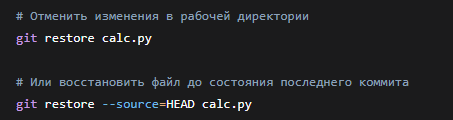 # Отменить изменения в рабочей директории
git restore calc.py
# Или восстановить файл до состояния последнего коммита
git restore --source=HEAD calc.py